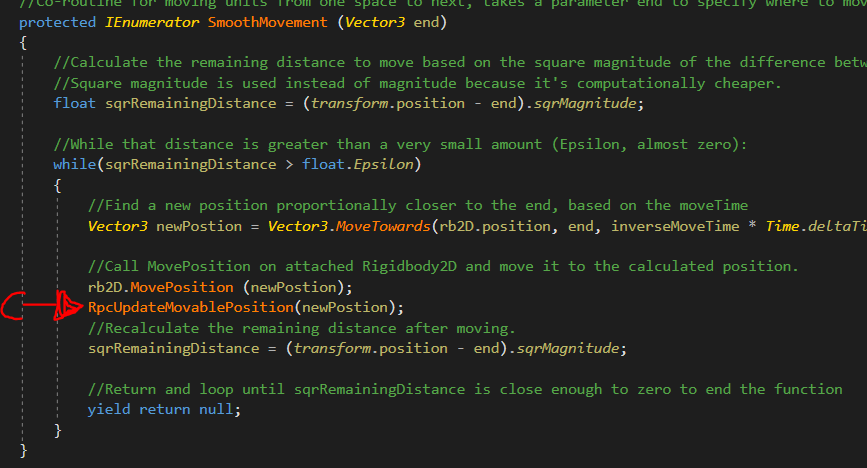 //Co-routine for moving units from one space to next, takes a parameter end to specify where to mov
protected IEnumerator SmoothMovement (Vector3 end)
{
//Calculate the remaining distance to move based on the square magnitude of the difference betw
//Square magnitude is used instead of magnitude because it's computationally cheaper.
float sqrRemainingDistance = (transform.position - end).sqrMagnitude;
//While that distance is greater than a very small amount (Epsilon, almost zero):
while(sqrRemainingDistance > float.Epsilon)
{
//Find a new position proportionally closer to the end, based on the moveTime
Vector3 newPostion = Vector3.MoveTowards(rb2D.position, end, inverseMoveTime * Time.deltaTi
//Call MovePosition on attached Rigidbody2D and move it to the calculated position.
rb2D.MovePosition (newPostion);
RpcUpdateMovablePosition(newPostion);
//Recalculate the remaining distance after moving.
sqrRemainingDistance = (transform.position - end).sqrMagnitude;
//Return and loop until sqrRemainingDistance is close enough to zero to end the function
yield return null;
}
}